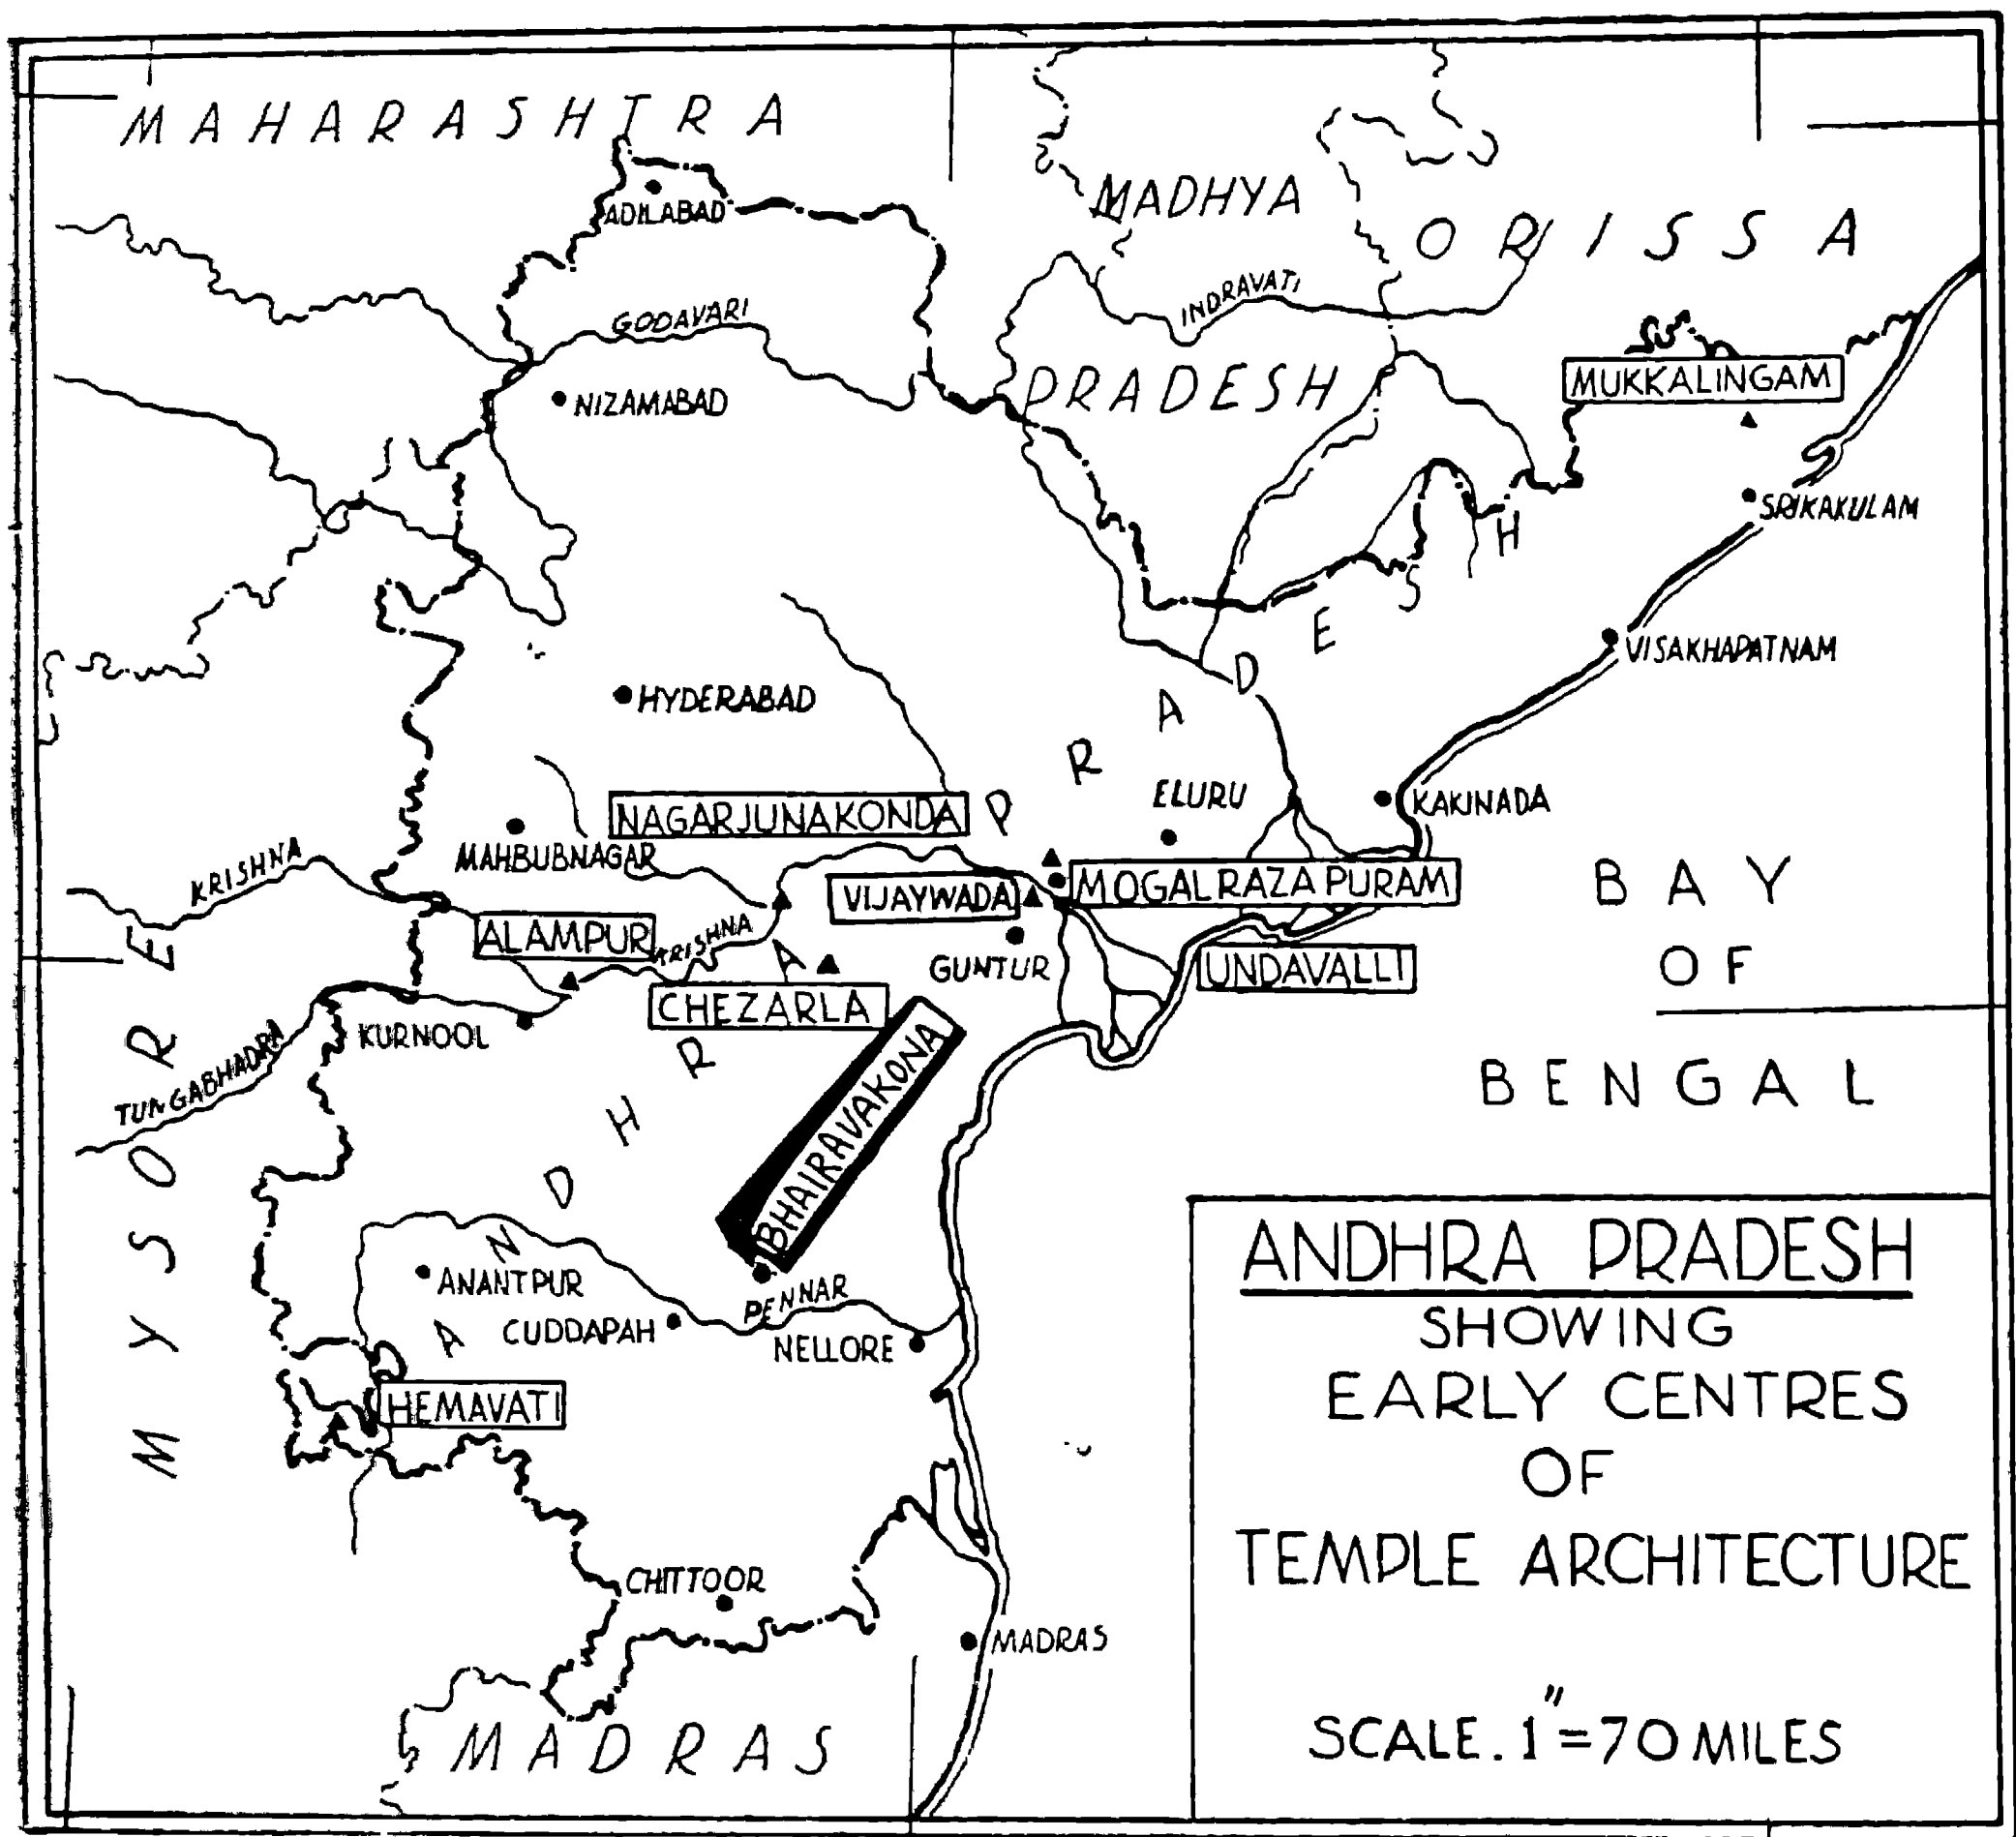 MAHARASHTRA
MADHYA
PRADESH
ORISSA
ADILABAD
GODAVARI
INDRAVATI
NIZAMABAD
MUKKALINGAM
SRIKAKULAM
VISAKHAPATNAM
HYDERABAD
ANDHRA PRADESH
NAGARJUNAKONDA
ELURU
KAKINADA
MAHBUBNAGAR
KRISHNA
VIJAYWADA
MOGALRAZAPURAM
ALAMPUR
KRISHNA
GUNTUR
UNDAVALLI
CHEZARLA
KURNOOL
TUNGABHADRA
BHAIRAVAKONA
MYSORE
BAY
OF
BENGAL
ANANTPUR
CUDDAPAH
PENNAR
NELLORE
HEMAVATI
CHITTOOR
MADRAS
MADRAS
ANDHRA PRADESH
SHOWING
EARLY CENTRES
OF
TEMPLE ARCHITECTURE
SCALE. 1"=70 MILES